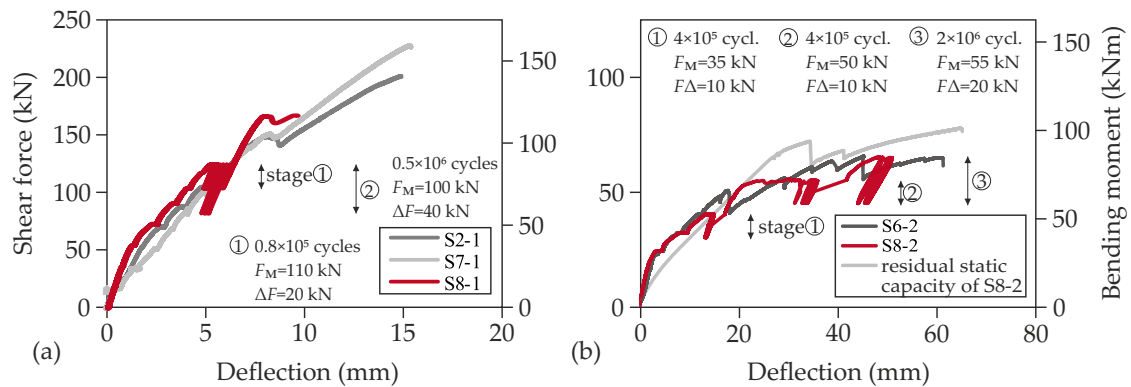 250
200
150
100
50
0
Shear force (kN)
150
100
50
0
0 5 10 15 20
Deflection (mm)
(a)
stage①
②
0.5×10⁶ cycles
F_M=100 kN
ΔF=40 kN
① 0.8×10⁵ cycles
F_M=110 kN
ΔF=20 kN
S2-1
S7-1
S8-1
100
50
0
150
100
50
0
Bending moment (kNm)
0 20 40 60 80
Deflection (mm)
(b)
① 4×10⁵ cycl. ② 4×10⁵ cycl. ③ 2×10⁶ cycl.
F_M=35 kN F_M=50 kN F_M=55 kN
FΔ=10 kN FΔ=10 kN FΔ=20 kN
stage①
②
③
S6-2
S8-2
residual static
capacity of S8-2